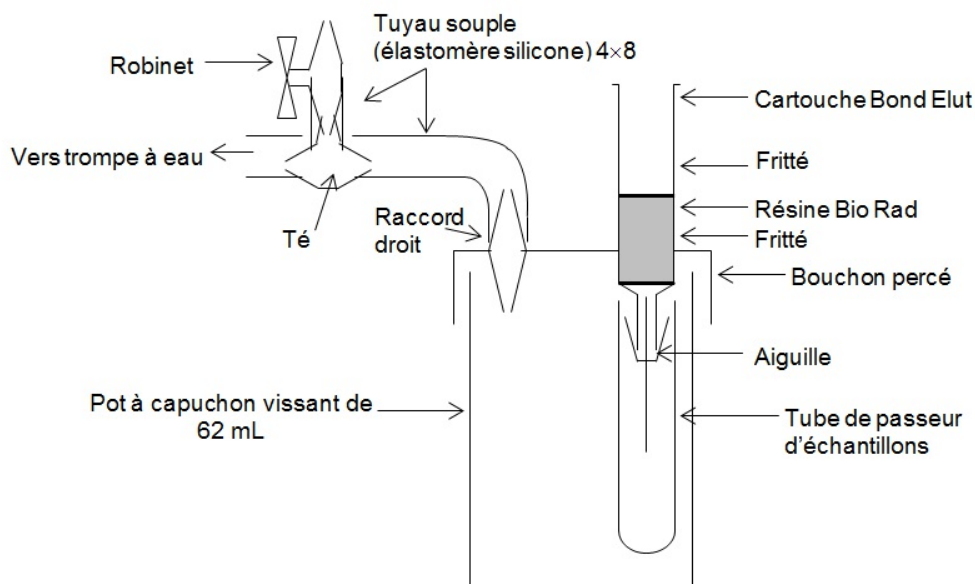 Tuyau souple
(élastomère silicone) 4×8
Robinet
Cartouche Bond Elut
Vers trompe à eau
Fritté
Té
Raccord
droit
Résine Bio Rad
Fritté
Bouchon percé
Aiguille
Pot à capuchon vissant de
62 mL
Tube de passeur
d'échantillons